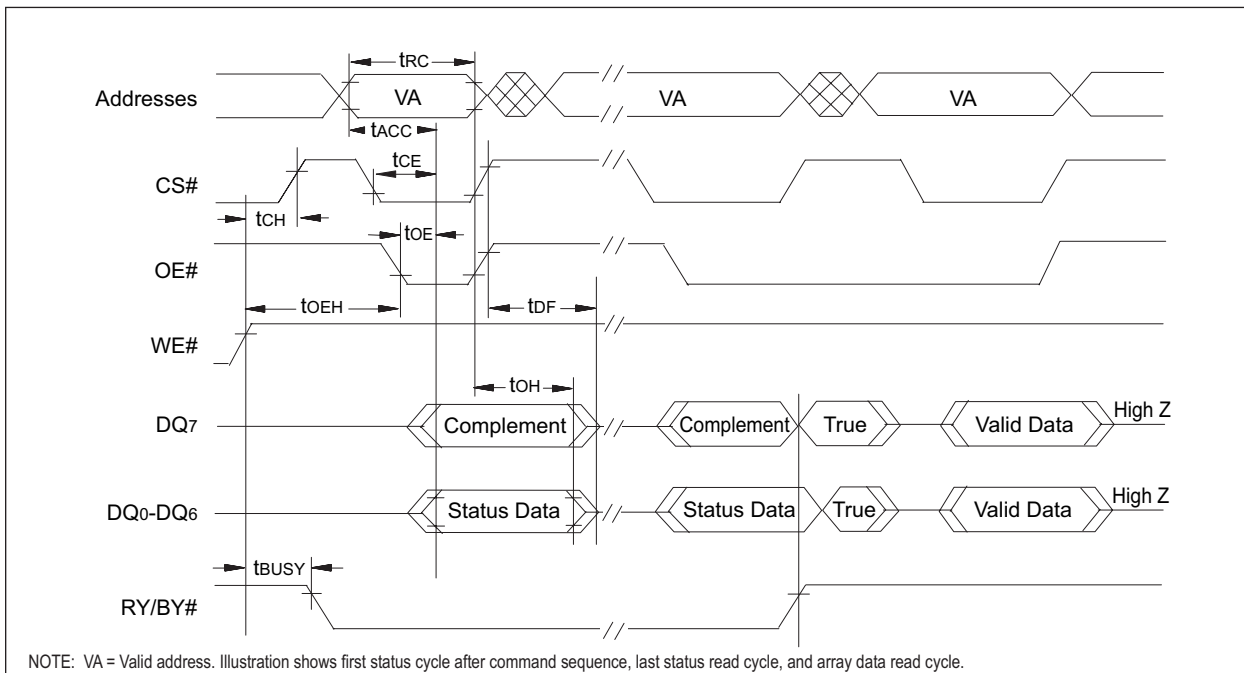 tRC
Addresses VA VA VA
tACC
tCE
CS#
tCH
tOE
OE#
tOEH tDF
WE#
tOH
DQ7 Complement Complement True Valid Data High Z
DQ0-DQ6 Status Data Status Data True Valid Data High Z
tBUSY
RY/BY#
NOTE: VA = Valid address. Illustration shows first status cycle after command sequence, last status read cycle, and array data read cycle.